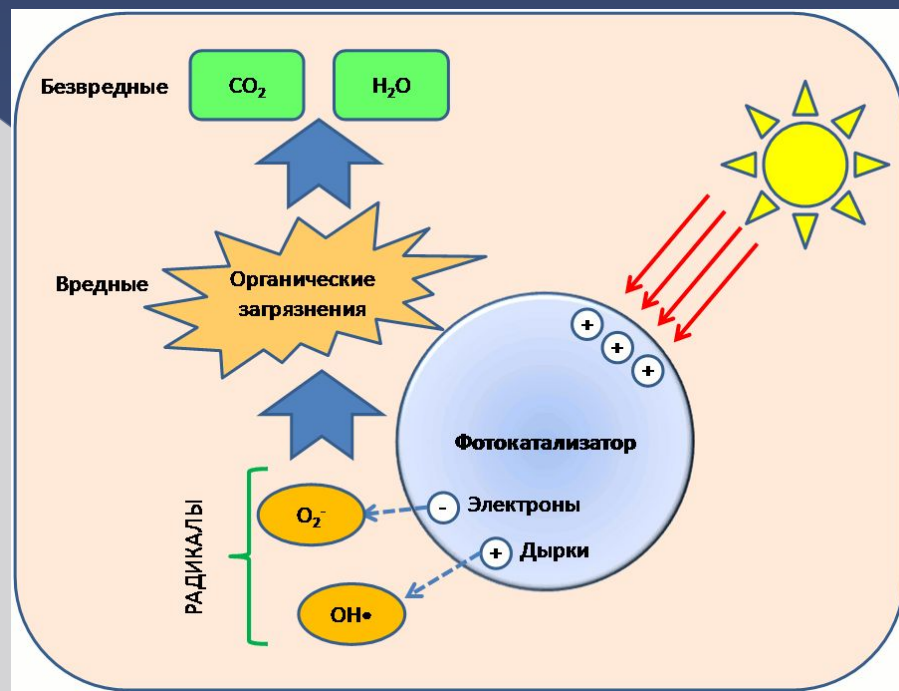 Безвредные
CO₂
H₂O
Вредные
Органические
загрязнения
+
+
+
Фотокатализатор
- Электроны
+ Дырки
РАДИКАЛЫ
O₂⁻
OH•